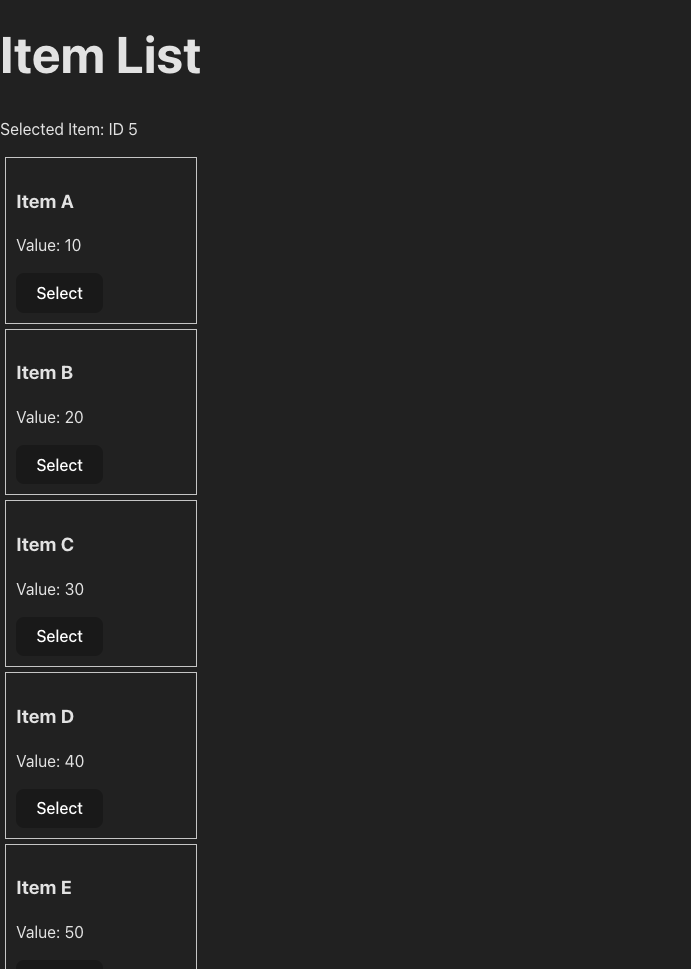 Item List
Selected Item: ID 5
Item A
Value: 10
Select
Item B
Value: 20
Select
Item C
Value: 30
Select
Item D
Value: 40
Select
Item E
Value: 50